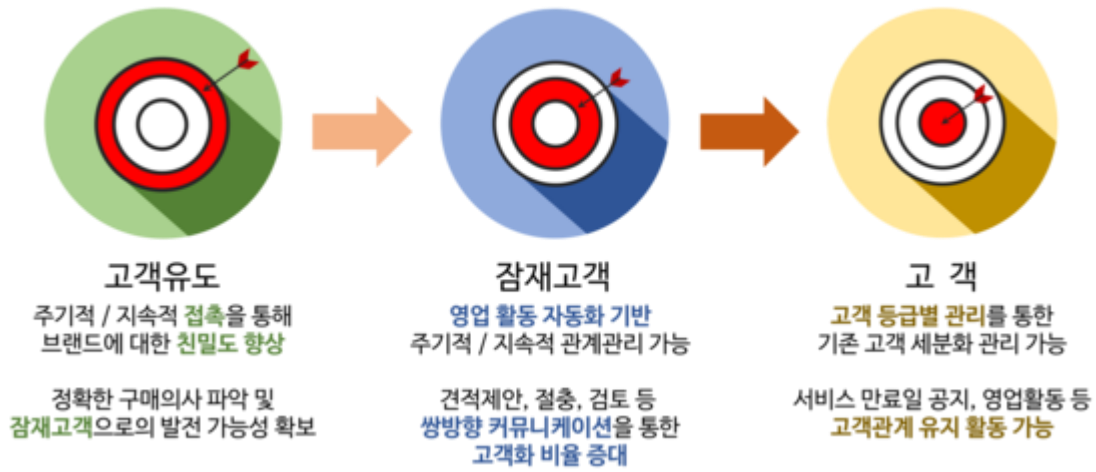 고객유도
주기적 / 지속적 접촉을 통해
브랜드에 대한 친밀도 향상
정확한 구매의사 파악 및
잠재고객으로의 발전 가능성 확보
잠재고객
영업 활동 자동화 기반
주기적 / 지속적 관계관리 가능
견적제안, 절충, 검토 등
쌍방향 커뮤니케이션을 통한
고객화 비율 증대
고 객
고객 등급별 관리를 통한
기존 고객 세분화 관리 가능
서비스 만료일 공지, 영업활동 등
고객관계 유지 활동 가능